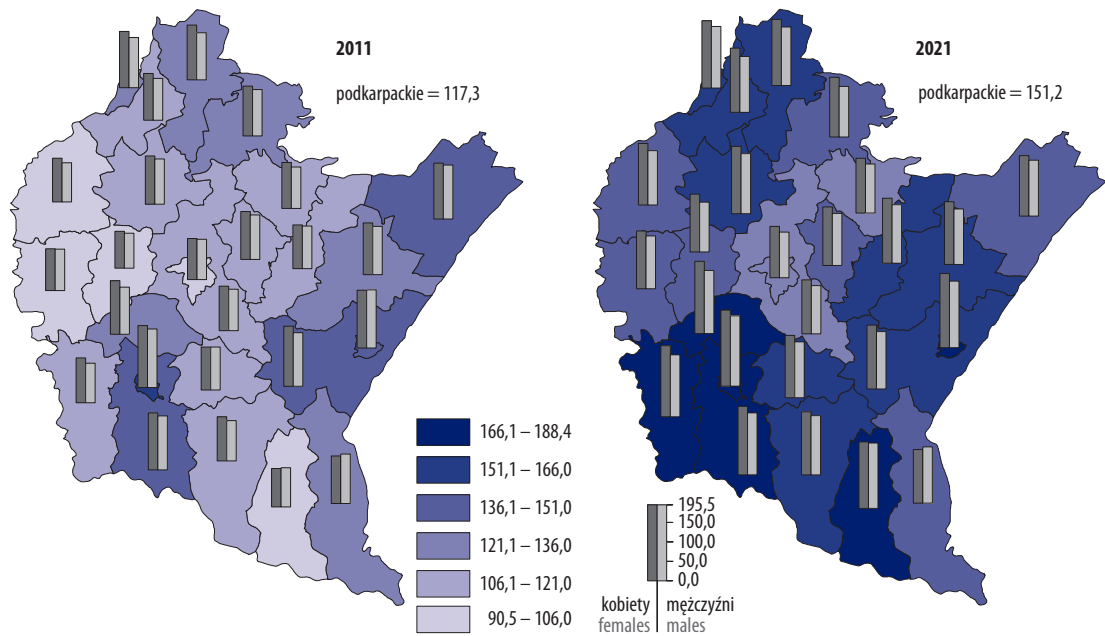 2011
podkarpackie = 117,3
2021
podkarpackie = 151,2
166,1 – 188,4
151,1 – 166,0
136,1 – 151,0
121,1 – 136,0
106,1 – 121,0
90,5 – 106,0
195,5
150,0
100,0
50,0
0,0
kobiety mężczyźni
females males